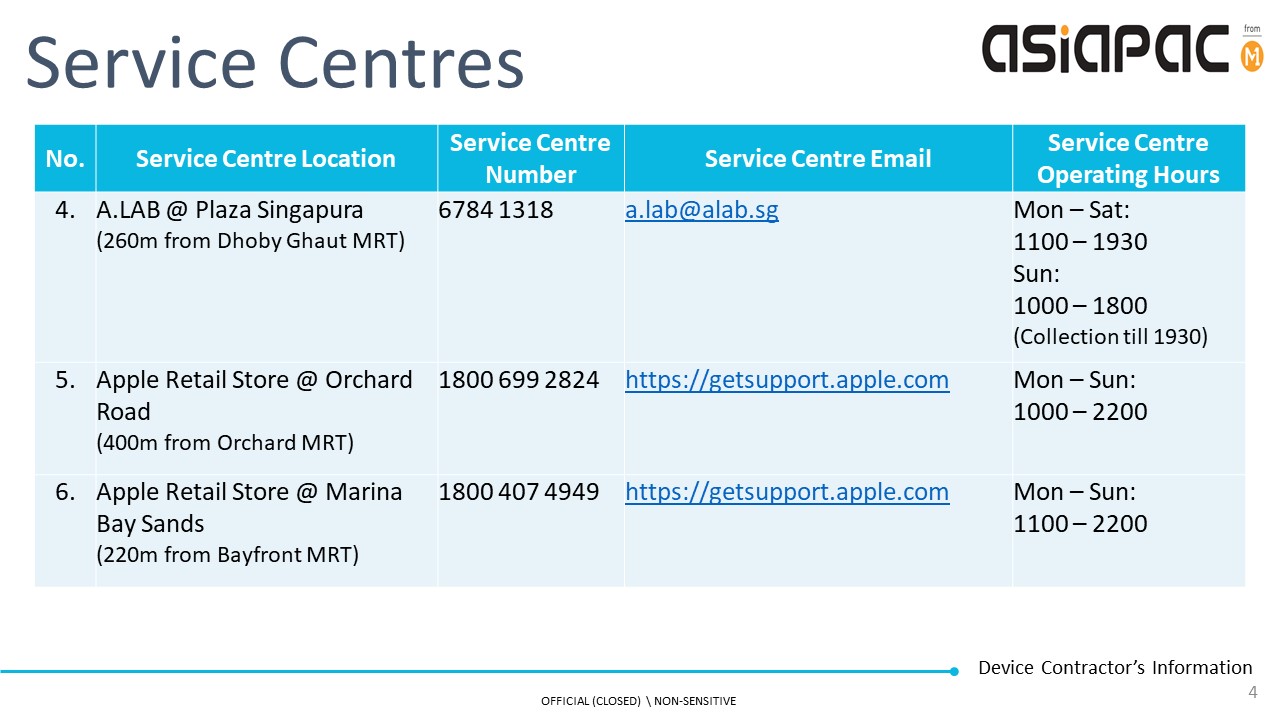 Service Centres
asiapac
from
M1
No.
Service Centre Location
Service Centre
Number
Service Centre Email
Service Centre
Operating Hours
4.
A.LAB @ Plaza Singapura
(260m from Dhoby Ghaut MRT)
6784 1318
a.lab@alab.sg
Mon – Sat:
1100 – 1930
Sun:
1000 – 1800
(Collection till 1930)
5.
Apple Retail Store @ Orchard
Road
(400m from Orchard MRT)
1800 699 2824
https://getsupport.apple.com
Mon – Sun:
1000 – 2200
6.
Apple Retail Store @ Marina
Bay Sands
(220m from Bayfront MRT)
1800 407 4949
https://getsupport.apple.com
Mon – Sun:
1100 – 2200
Device Contractor's Information
4
OFFICIAL (CLOSED) \ NON-SENSITIVE